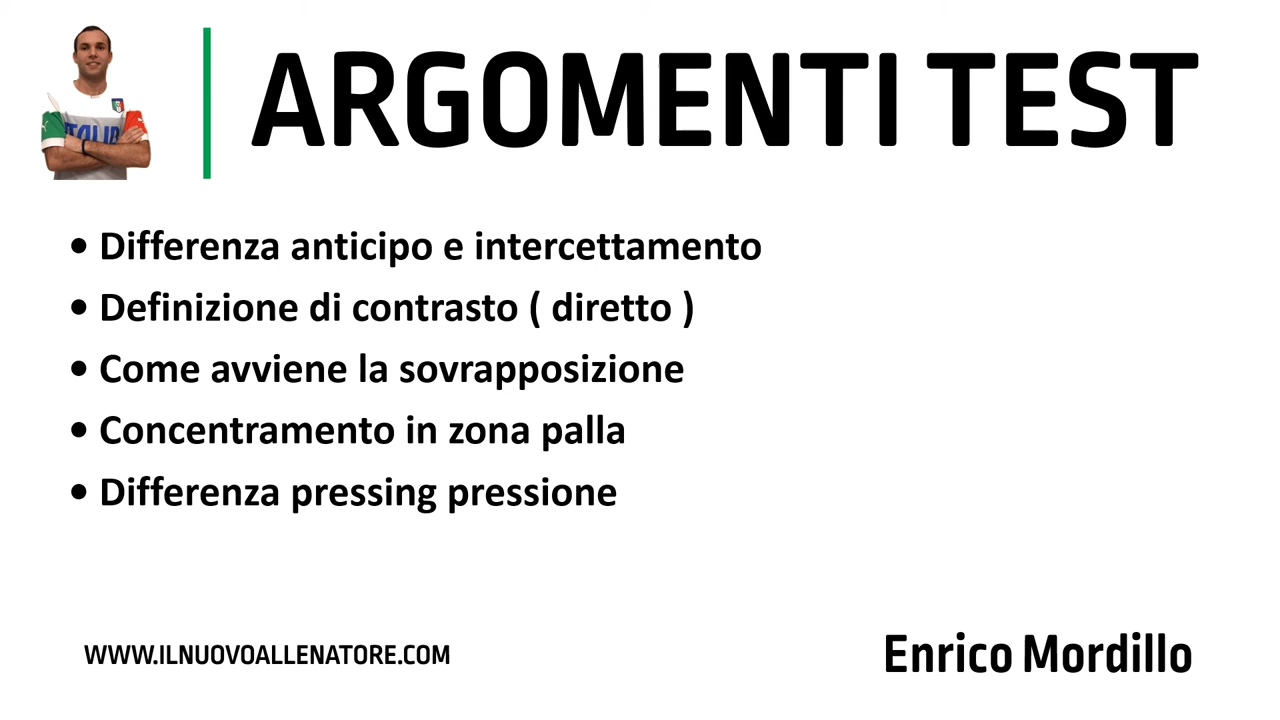 ARGOMENTI TEST
ITALIA
• Differenza anticipo e intercettamento
• Definizione di contrasto ( diretto )
• Come avviene la sovrapposizione
• Concentramento in zona palla
• Differenza pressing pressione
WWW.ILNUOVOALLENATORE.COM
Enrico Mordillo